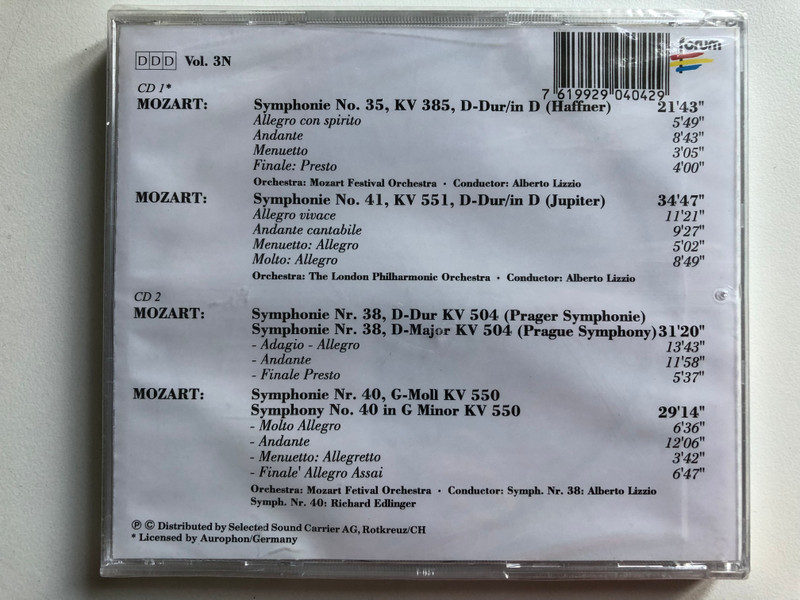 forum
DDD Vol. 3N
7 619929 040429
CD 1*
MOZART: Symphonie No. 35, KV 385, D-Dur/in D (Haffner) 21'43"
Allegro con spirito 5'49"
Andante 8'43"
Menuetto 3'05"
Finale: Presto 4'00"
Orchestra: Mozart Festival Orchestra · Conductor: Alberto Lizzio
MOZART: Symphonie No. 41, KV 551, D-Dur/in D (Jupiter) 34'47"
Allegro vivace 11'21"
Andante cantabile 9'27"
Menuetto: Allegro 5'02"
Molto: Allegro 8'49"
Orchestra: The London Philharmonic Orchestra · Conductor: Alberto Lizzio
CD 2
MOZART: Symphonie Nr. 38, D-Dur KV 504 (Prager Symphonie)
Symphonie Nr. 38, D-Major KV 504 (Prague Symphony) 31'20"
- Adagio - Allegro 13'43"
- Andante 11'58"
- Finale Presto 5'37"
MOZART: Symphonie Nr. 40, G-Moll KV 550
Symphony No. 40 in G Minor KV 550 29'14"
- Molto Allegro 6'36"
- Andante 12'06"
- Menuetto: Allegretto 3'42"
- Finale' Allegro Assai 6'47"
Orchestra: Mozart Fetival Orchestra · Conductor: Symph. Nr. 38: Alberto Lizzio
Symph. Nr. 40: Richard Edlinger
℗ © Distributed by Selected Sound Carrier AG, Rotkreuz/CH
* Licensed by Aurophon/Germany